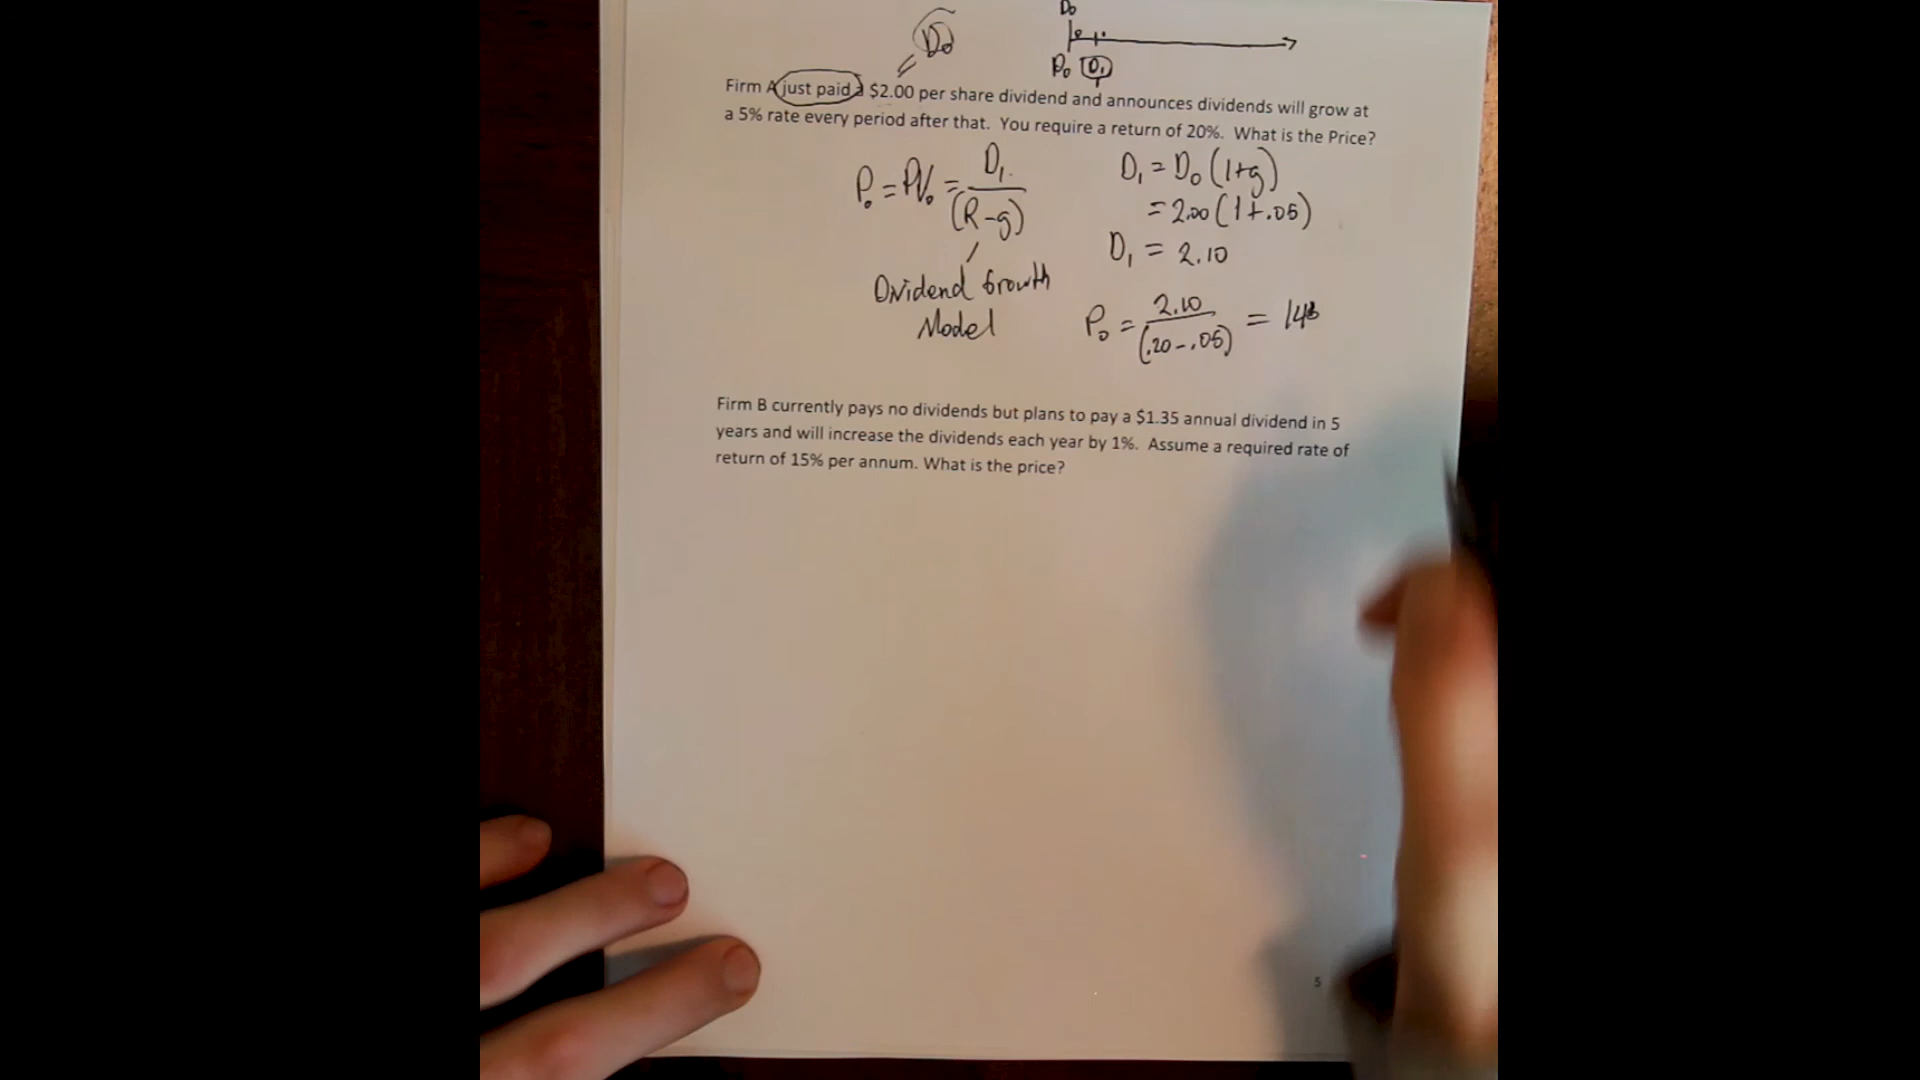 D₀
D₀
P₀ D₁
Firm A just paid a $2.00 per share dividend and announces dividends will grow at
a 5% rate every period after that. You require a return of 20%. What is the Price?
P₀ = PV₀ = D₁ / (R-g)
Dividend Growth
Model
D₁ = D₀ (1+g)
= 2.00 (1+.05)
D₁ = 2.10
P₀ = 2.10 / (.20-.05) = 14
Firm B currently pays no dividends but plans to pay a $1.35 annual dividend in 5
years and will increase the dividends each year by 1%. Assume a required rate of
return of 15% per annum. What is the price?
5